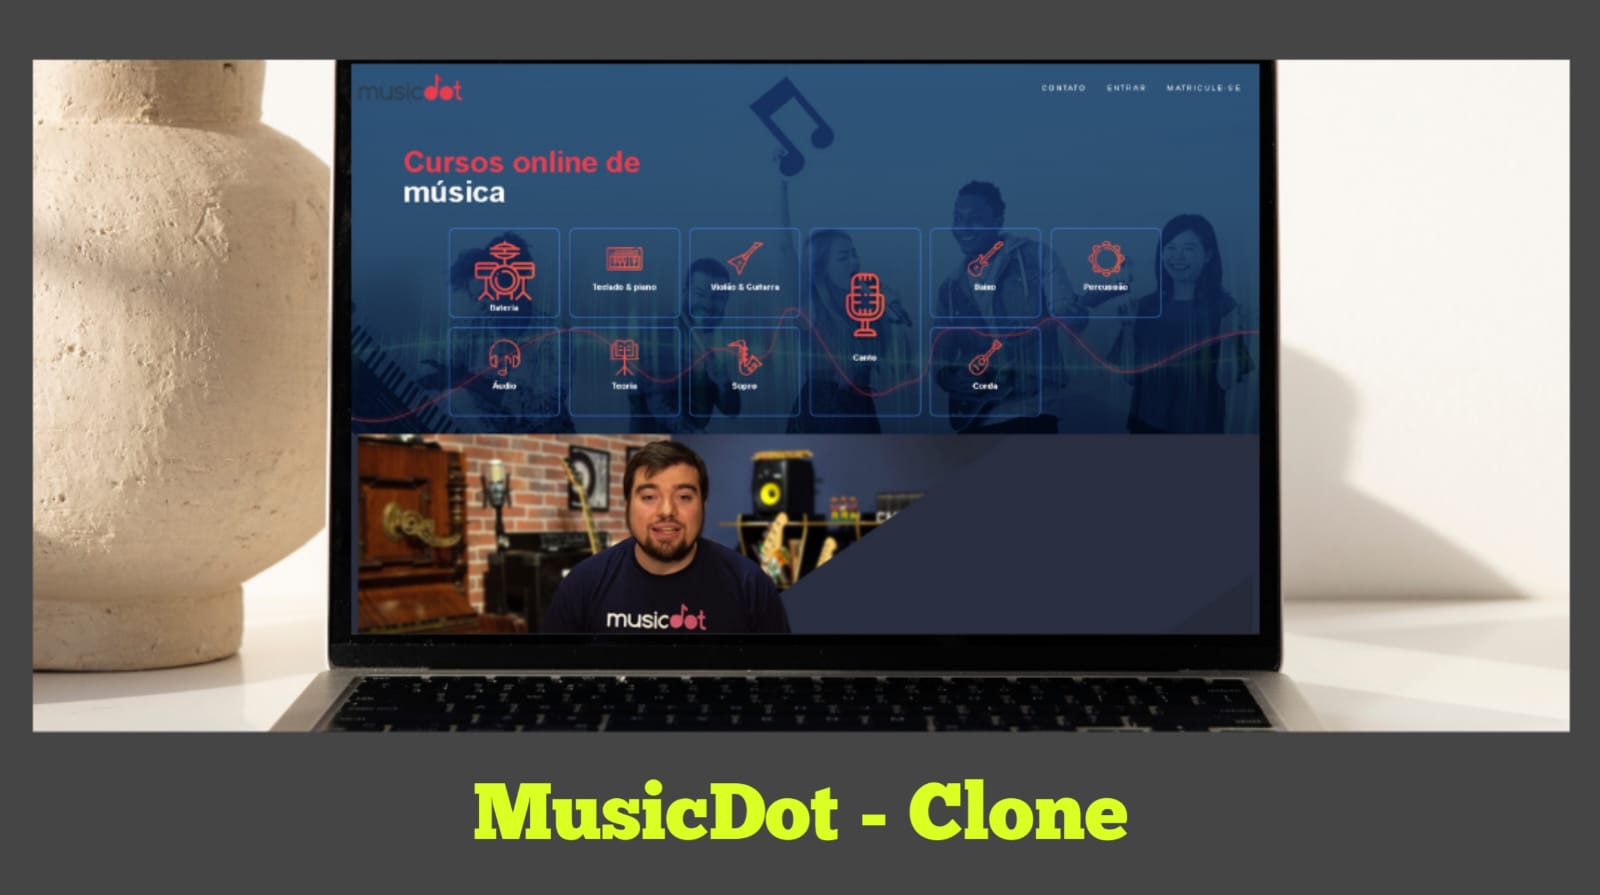 musicdot
CONTATO ENTRAR MATRICULE-SE
Cursos online de
música
Bateria
Teclado & piano
Violão & Guitarra
Canto
Baixo
Percussão
Áudio
Teoria
Sopro
Corda
musicdot
MusicDot - Clone